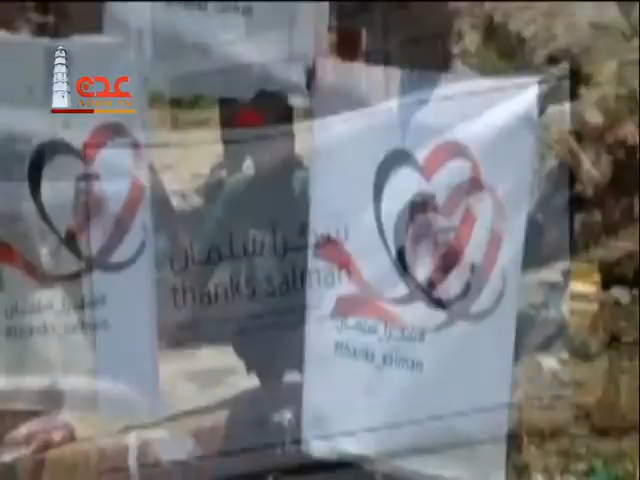 عدن
شكرا سلمان
thanks salman
شكرا_سلمان
#thanks_salman
شكرا_سلمان
#thanks_salman